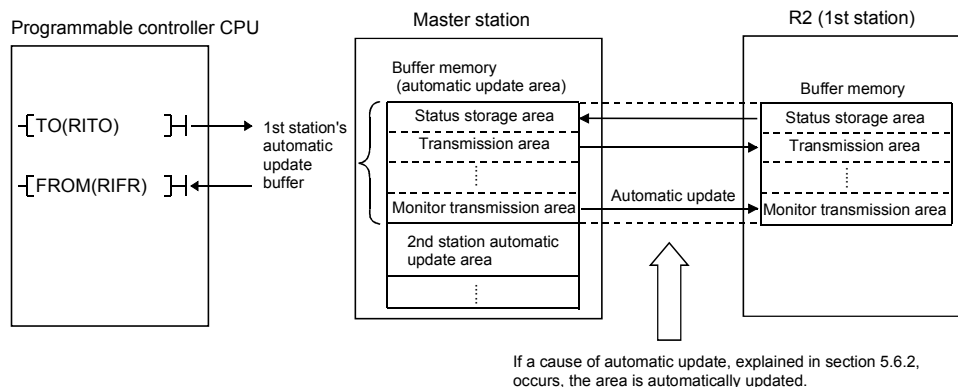 Programmable controller CPU
TO(RITO)
FROM(RIFR)
1st station's
automatic
update
buffer
Master station
Buffer memory
(automatic update area)
Status storage area
Transmission area
Monitor transmission area
2nd station automatic
update area
Automatic update
R2 (1st station)
Buffer memory
Status storage area
Transmission area
Monitor transmission area
If a cause of automatic update, explained in section 5.6.2,
occurs, the area is automatically updated.